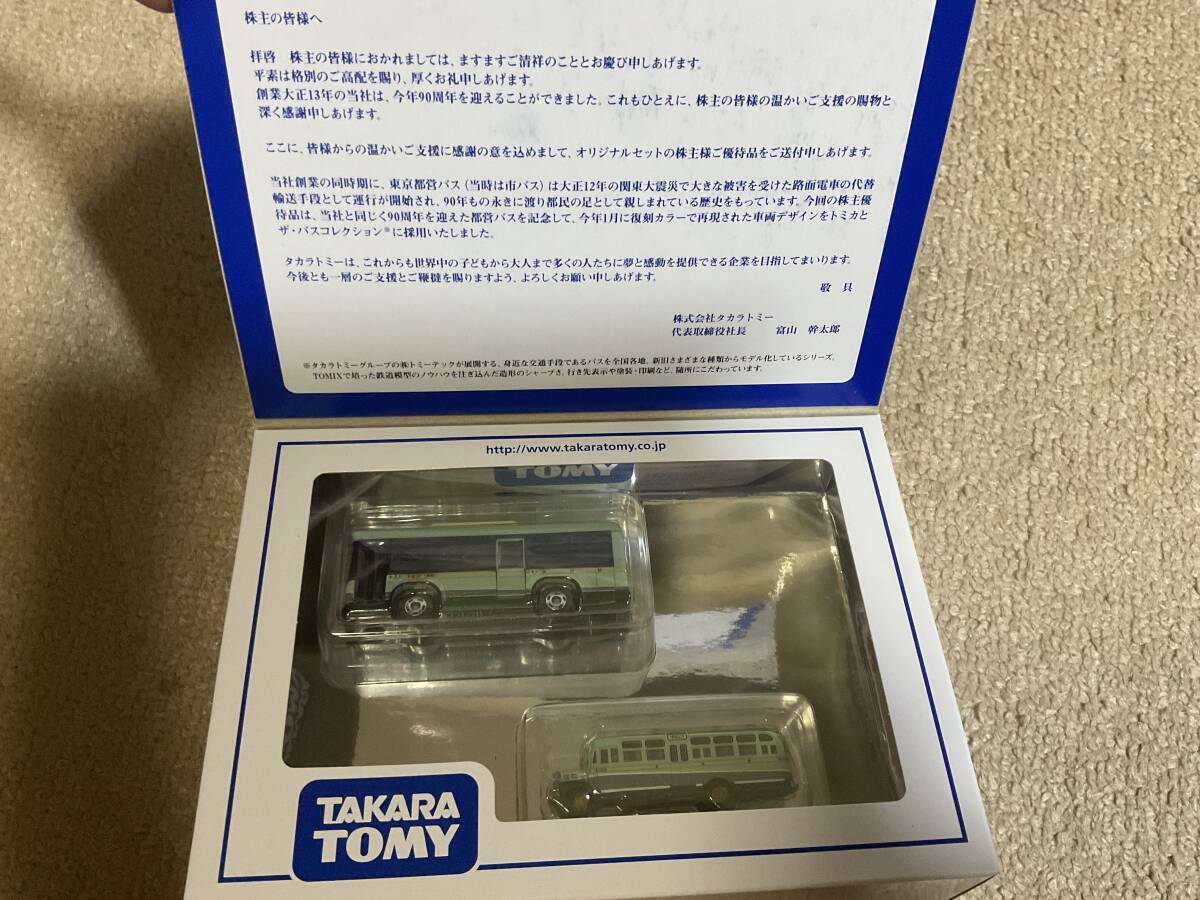 株主の皆様へ
拝啓　株主の皆様におかれましては、ますますご清祥のこととお慶び申しあげます。
平素は格別のご高配を賜り、厚くお礼申しあげます。
創業大正13年の当社は、今年90周年を迎えることができました。これもひとえに、株主の皆様の温かいご支援の賜物と
深く感謝申しあげます。
ここに、皆様からの温かいご支援に感謝の意を込めまして、オリジナルセットの株主様ご優待品をご送付申しあげます。
当社創業の同時期に、東京都営バス（当時は市バス）は大正12年の関東大震災で大きな被害を受けた路面電車の代替
輸送手段として運行が開始され、90年もの永きに渡り都民の足として親しまれている歴史をもっています。今回の株主優
待品は、当社と同じく90周年を迎えた都営バスを記念して、今年1月に復刻カラーで再現された車両デザインをトミカと
ザ・バスコレクション※に採用いたしました。
タカラトミーは、これからも世界中の子どもから大人まで多くの人たちに夢と感動を提供できる企業を目指してまいります。
今後とも一層のご支援とご鞭撻を賜りますよう、よろしくお願い申しあげます。
敬　具
株式会社タカラトミー
代表取締役社長　　富山　幹太郎
※タカラトミーグループの㈱トミーテックが展開する、身近な交通手段であるバスを全国各地、新旧さまざまな種類からモデル化しているシリーズ。
TOMIXで培った鉄道模型のノウハウを注ぎ込んだ造形のシャープさ、行き先表示や塗装・印刷など、随所にこだわっています。
http://www.takaratomy.co.jp
TOMY
TAKARA
TOMY